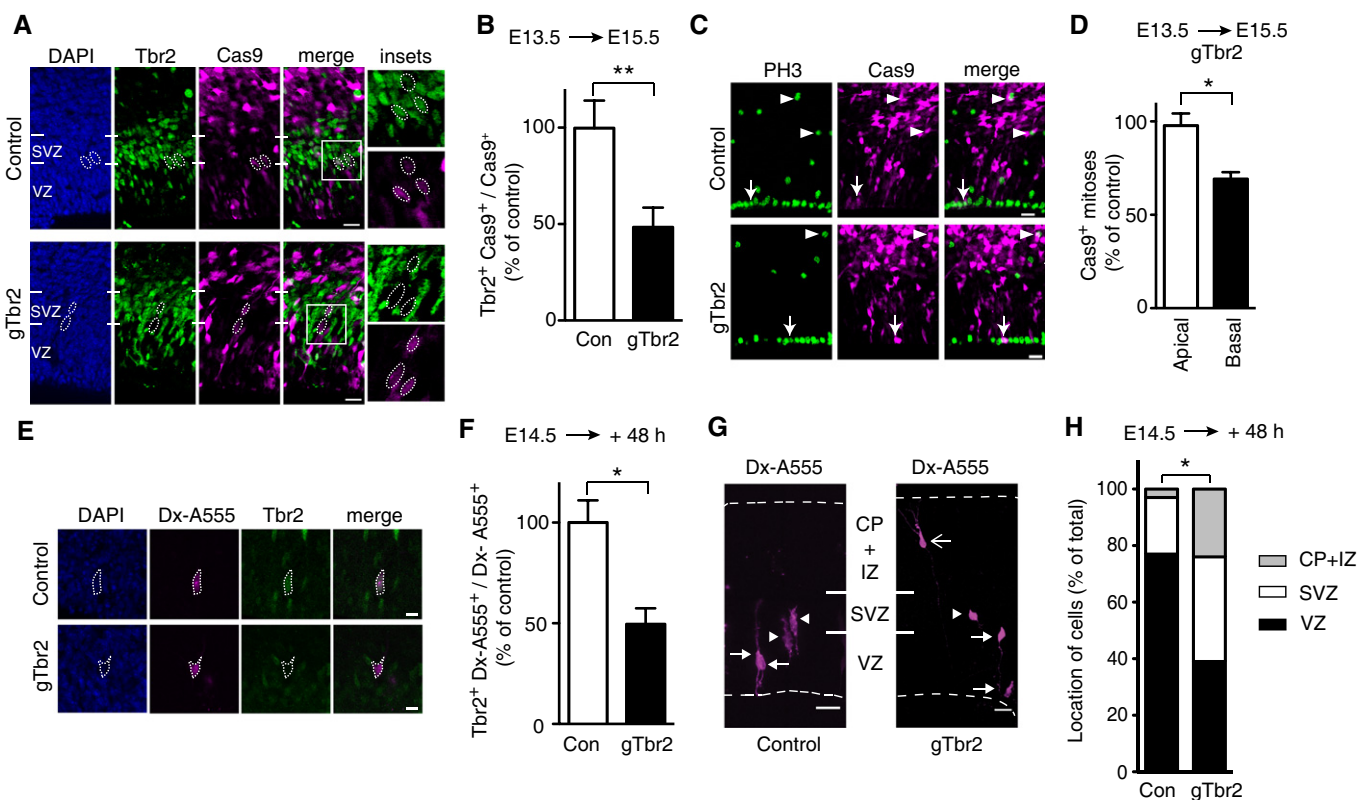 A
DAPI Tbr2 Cas9 merge insets
Control
SVZ
VZ
gTbr2
SVZ
VZ
B
E13.5 → E15.5
**
Tbr2⁺ Cas9⁺ / Cas9⁺
(% of control)
100
50
0
Con gTbr2
C
PH3 Cas9 merge
Control
gTbr2
D
E13.5 → E15.5
gTbr2
*
Cas9⁺ mitoses
(% of control)
100
50
0
Apical
Basal
E
DAPI Dx-A555 Tbr2 merge
Control
gTbr2
F
E14.5 → + 48 h
*
Tbr2⁺ Dx-A555⁺ / Dx- A555⁺
(% of control)
100
50
0
Con gTbr2
G
Dx-A555 Dx-A555
CP
+
IZ
SVZ
VZ
Control gTbr2
H
E14.5 → + 48 h
*
Location of cells (% of total)
100
80
60
40
20
0
Con gTbr2
CP+IZ
SVZ
VZ